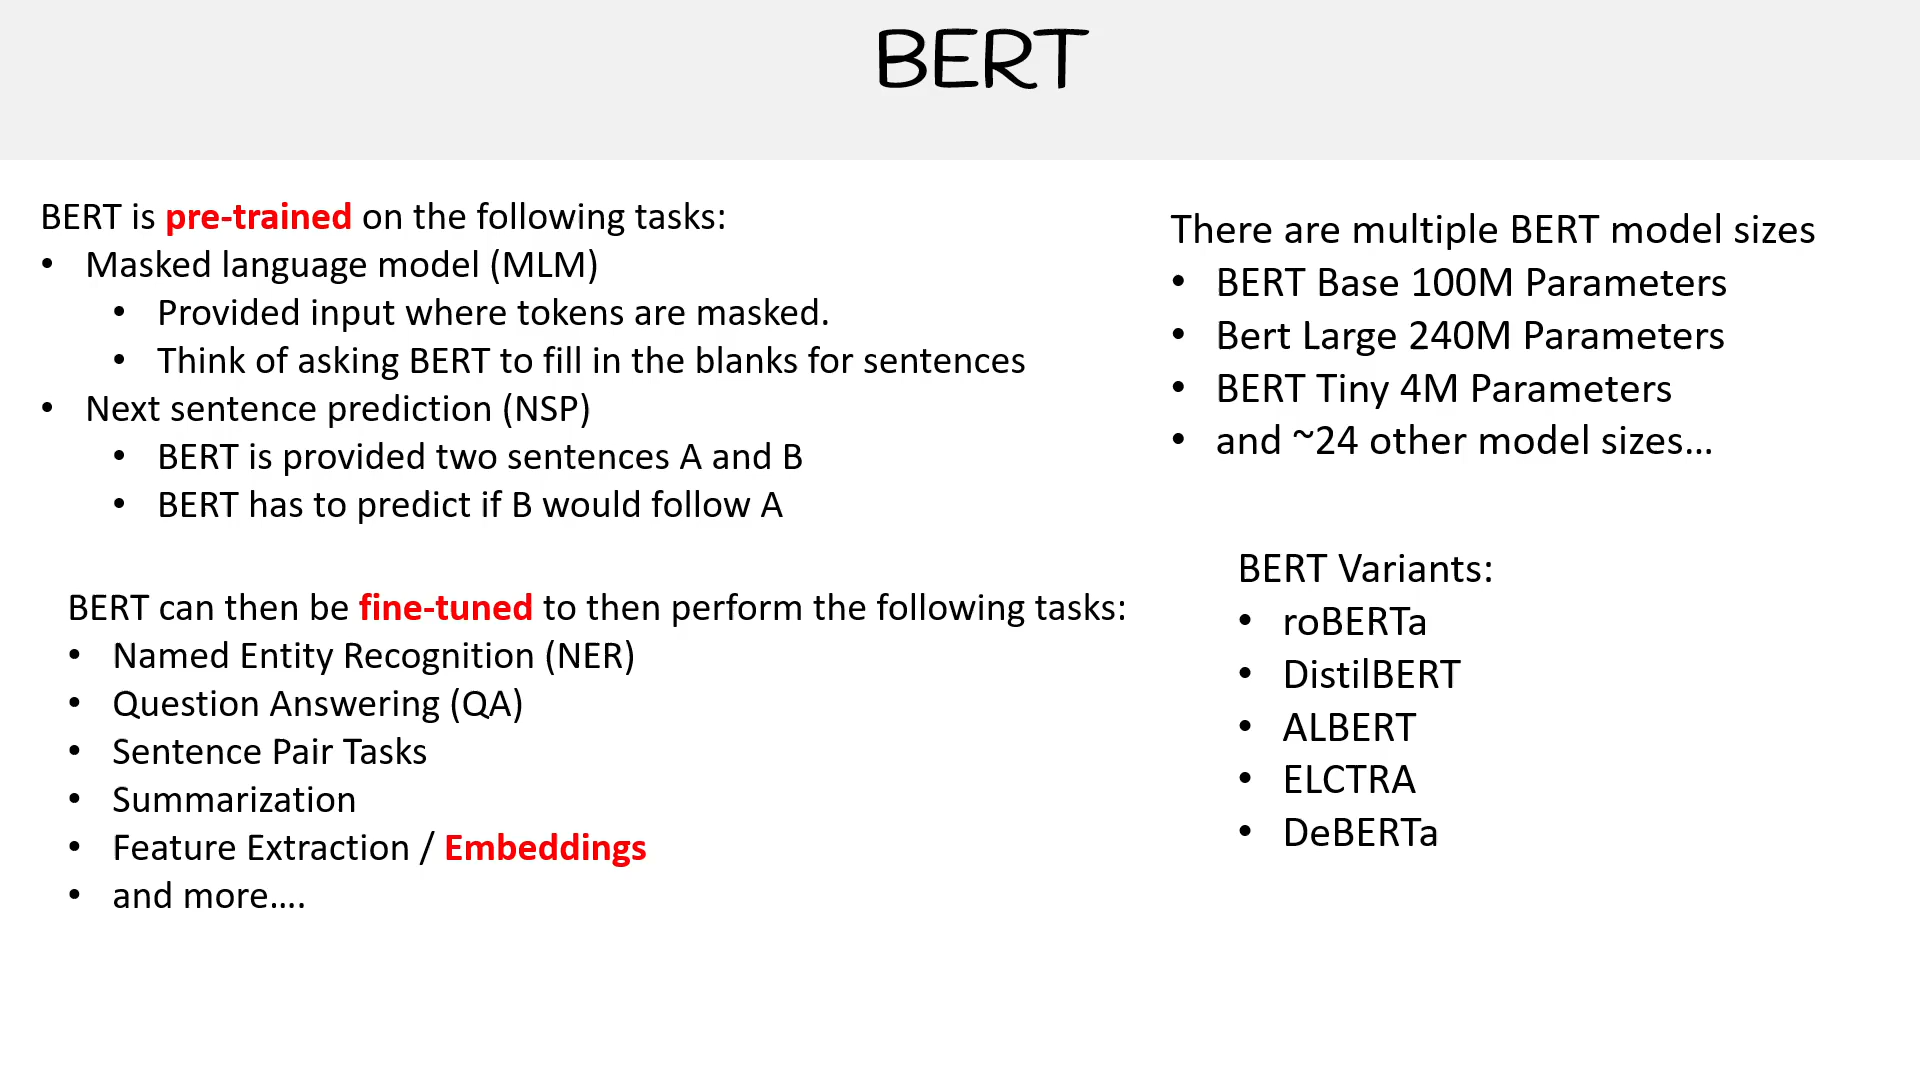 BERT
BERT is pre-trained on the following tasks:
• Masked language model (MLM)
• Provided input where tokens are masked.
• Think of asking BERT to fill in the blanks for sentences
• Next sentence prediction (NSP)
• BERT is provided two sentences A and B
• BERT has to predict if B would follow A
BERT can then be fine-tuned to then perform the following tasks:
• Named Entity Recognition (NER)
• Question Answering (QA)
• Sentence Pair Tasks
• Summarization
• Feature Extraction / Embeddings
• and more....
There are multiple BERT model sizes
• BERT Base 100M Parameters
• Bert Large 240M Parameters
• BERT Tiny 4M Parameters
• and ~24 other model sizes...
BERT Variants:
• roBERTa
• DistilBERT
• ALBERT
• ELCTRA
• DeBERTa